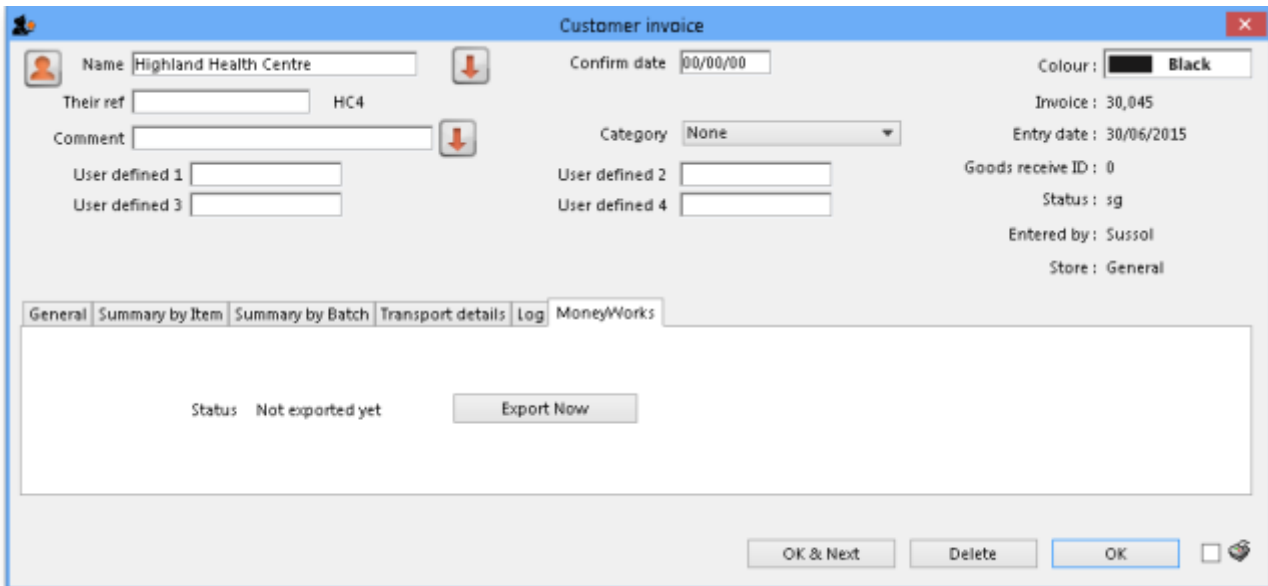 Customer invoice
Name Highland Health Centre Confirm date 00/00/00 Colour : Black
Their ref HC4 Invoice : 30,045
Comment Category None Entry date : 30/06/2015
User defined 1 User defined 2 Goods receive ID : 0
User defined 3 User defined 4 Status : sg
Entered by : Sussol
Store : General
General Summary by Item Summary by Batch Transport details Log MoneyWorks
Status Not exported yet Export Now
OK & Next Delete OK